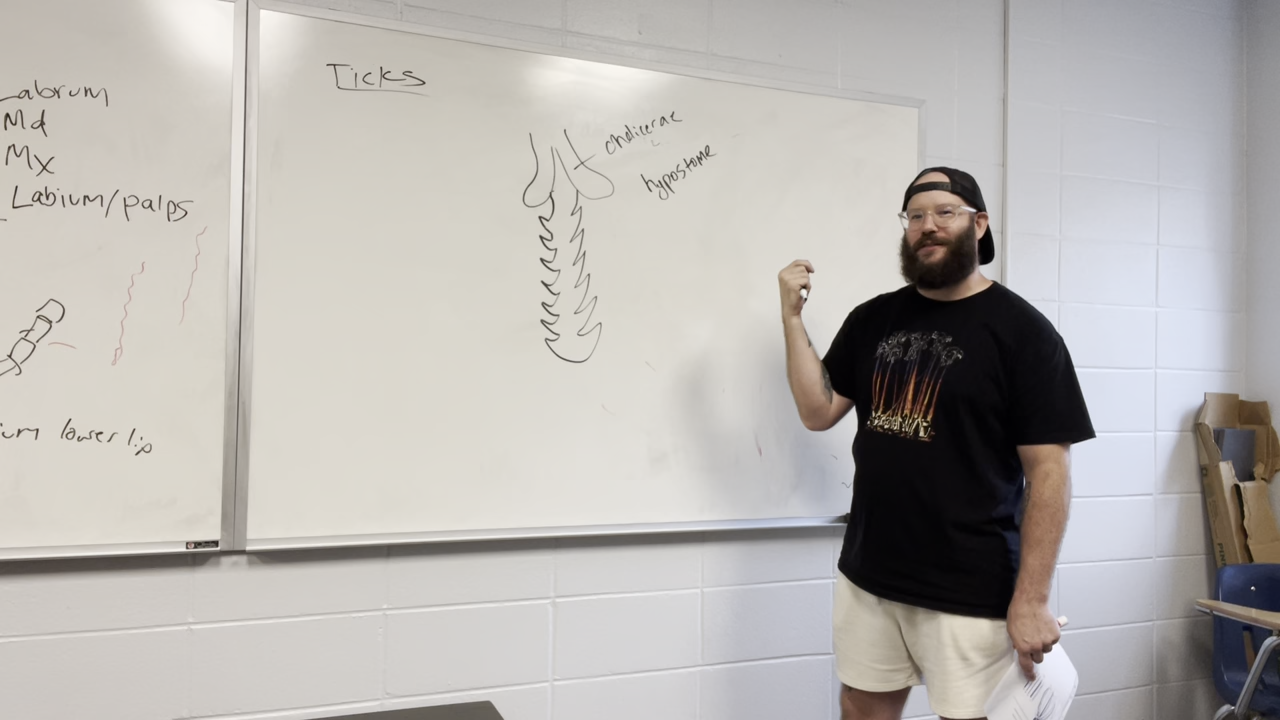 Labrum
Md
Mx
Labium/palps
lower lip
Ticks
chelicerae
hypostome